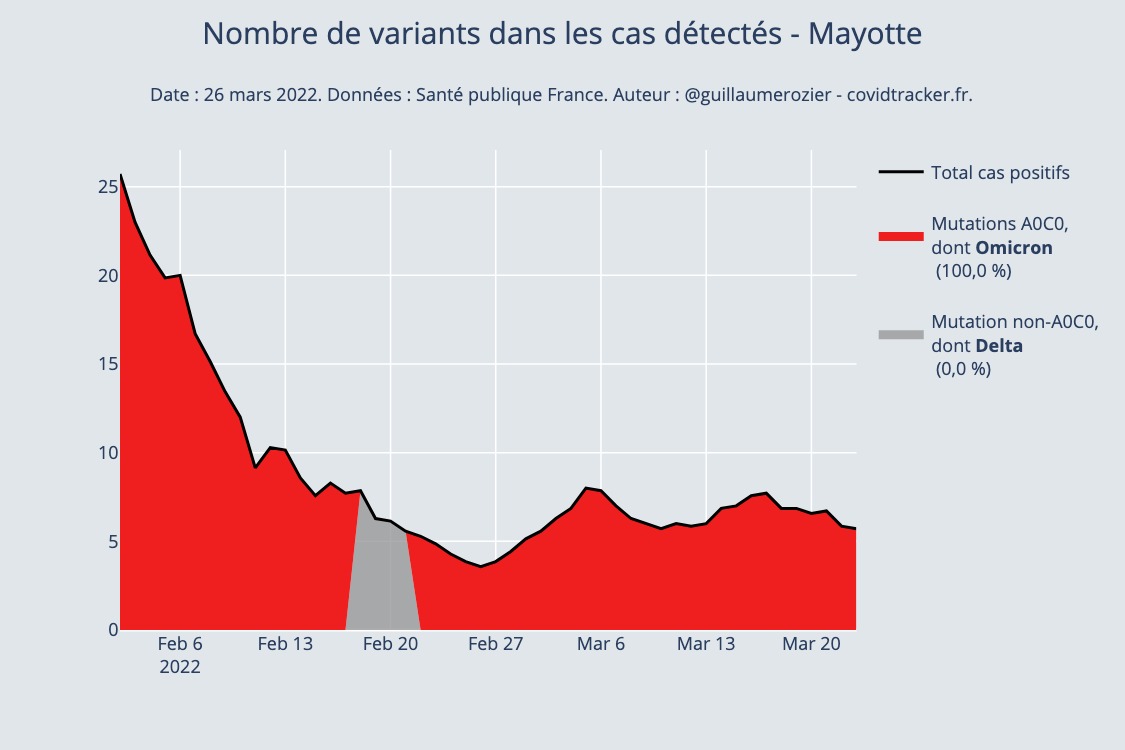 Nombre de variants dans les cas détectés - Mayotte
Date : 26 mars 2022. Données : Santé publique France. Auteur : @guillaumerozier - covidtracker.fr.
25
20
15
10
5
0
Feb 6
2022
Feb 13
Feb 20
Feb 27
Mar 6
Mar 13
Mar 20
Total cas positifs
Mutations A0C0,
dont Omicron
(100,0 %)
Mutation non-A0C0,
dont Delta
(0,0 %)